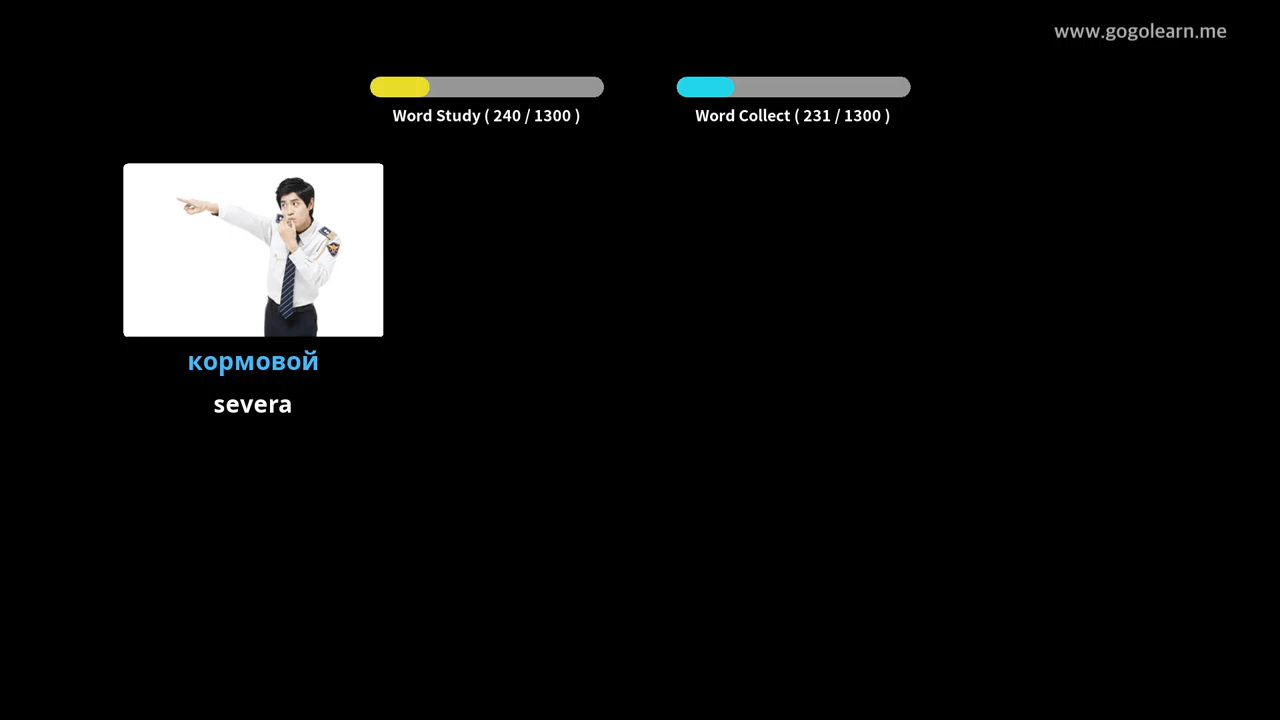 www.gogolearn.me
Word Study ( 240 / 1300 )
Word Collect ( 231 / 1300 )
кормовой
severa